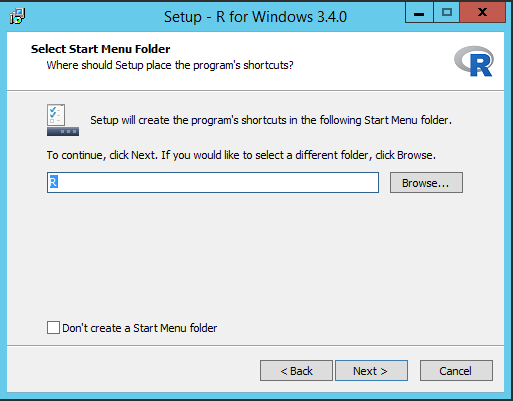 Setup - R for Windows 3.4.0
Select Start Menu Folder
Where should Setup place the program's shortcuts?
R
Setup will create the program's shortcuts in the following Start Menu folder.
To continue, click Next. If you would like to select a different folder, click Browse.
R
Browse...
Don't create a Start Menu folder
< Back
Next >
Cancel